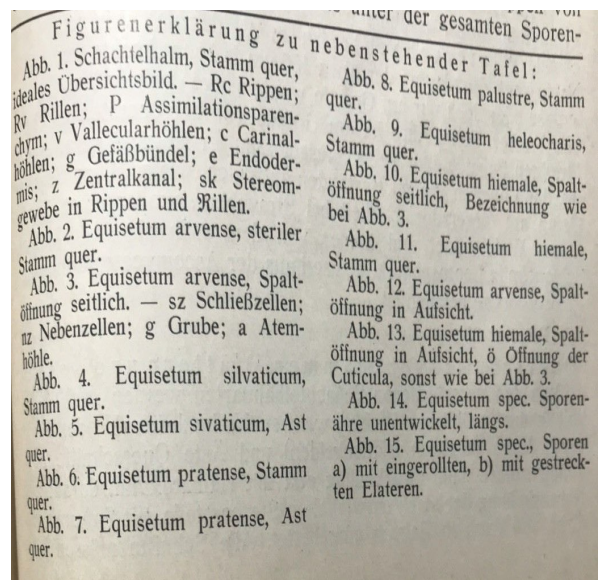 unter der gesamten Sporen-
Figurenerklärung zu nebenstehender Tafel:
Abb. 1. Schachtelhalm, Stamm quer,
ideales Übersichtsbild. — Rc Rippen;
Rv Rillen; P Assimilationsparen-
chym; v Vallecularhöhlen; c Carinal-
höhlen; g Gefäßbündel; e Endoder-
mis; z Zentralkanal; sk Stereom-
gewebe in Rippen und Rillen.
Abb. 2. Equisetum arvense, steriler
Stamm quer.
Abb. 3. Equisetum arvense, Spalt-
öffnung seitlich. — sz Schließzellen;
nz Nebenzellen; g Grube; a Atem-
höhle.
Abb. 4. Equisetum silvaticum,
Stamm quer.
Abb. 5. Equisetum sivaticum, Ast
quer.
Abb. 6. Equisetum pratense, Stamm
quer.
Abb. 7. Equisetum pratense, Ast
quer.
Abb. 8. Equisetum palustre, Stamm
quer.
Abb. 9. Equisetum heleocharis,
Stamm quer.
Abb. 10. Equisetum hiemale, Spalt-
öffnung seitlich, Bezeichnung wie
bei Abb. 3.
Abb. 11. Equisetum hiemale,
Stamm quer.
Abb. 12. Equisetum arvense, Spalt-
öffnung in Aufsicht.
Abb. 13. Equisetum hiemale, Spalt-
öffnung in Aufsicht, ö Öffnung der
Cuticula, sonst wie bei Abb. 3.
Abb. 14. Equisetum spec. Sporen-
ähre unentwickelt, längs.
Abb. 15. Equisetum spec., Sporen
a) mit eingerollten, b) mit gestreck-
ten Elateren.